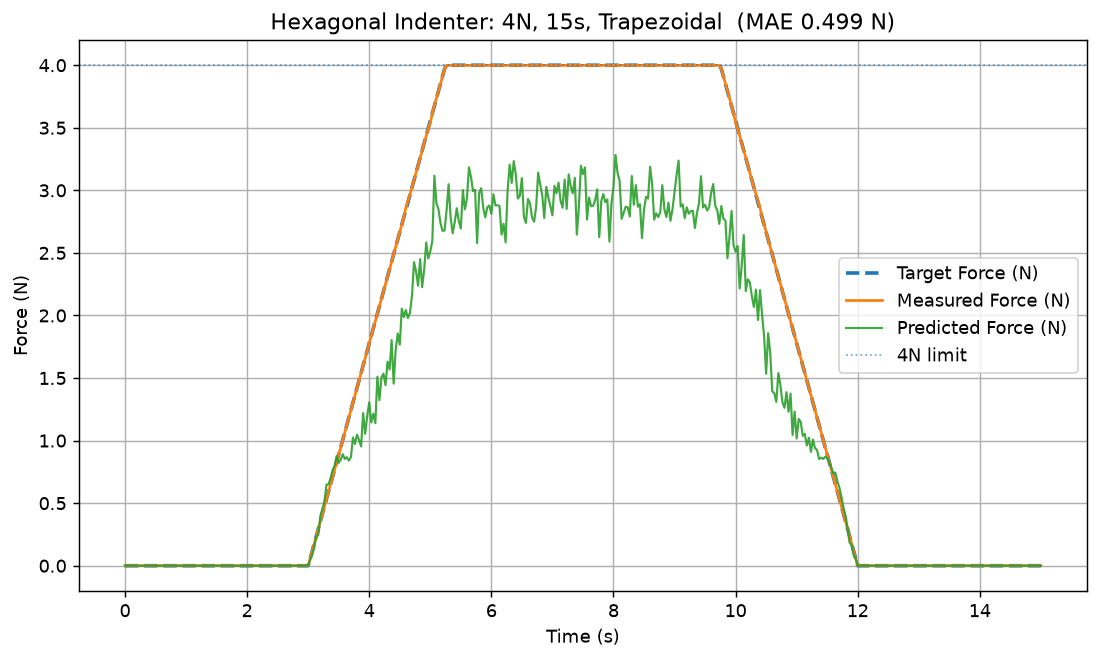 Hexagonal Indenter: 4N, 15s, Trapezoidal (MAE 0.499 N)
4.0
3.5
3.0
2.5
2.0
1.5
1.0
0.5
0.0
Force (N)
Target Force (N)
Measured Force (N)
Predicted Force (N)
4N limit
0 2 4 6 8 10 12 14
Time (s)